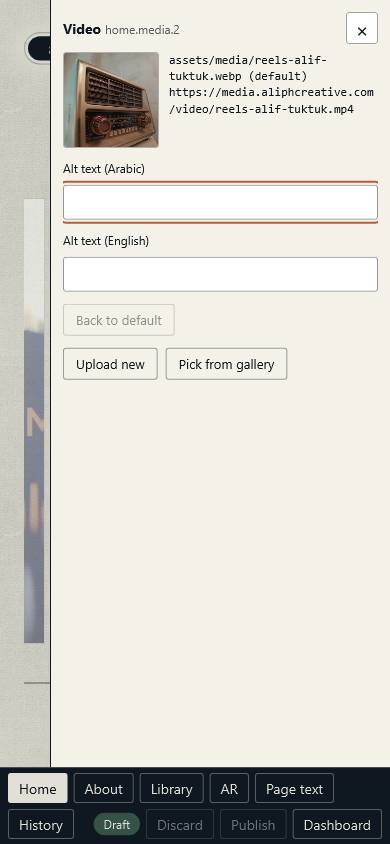 Video home.media.2
×
assets/media/reels-alif-
tuktuk.webp (default)
https://media.aliphcreative.com
/video/reels-alif-tuktuk.mp4
Alt text (Arabic)
Alt text (English)
Back to default
Upload new
Pick from gallery
Home
About
Library
AR
Page text
History
Draft
Discard
Publish
Dashboard